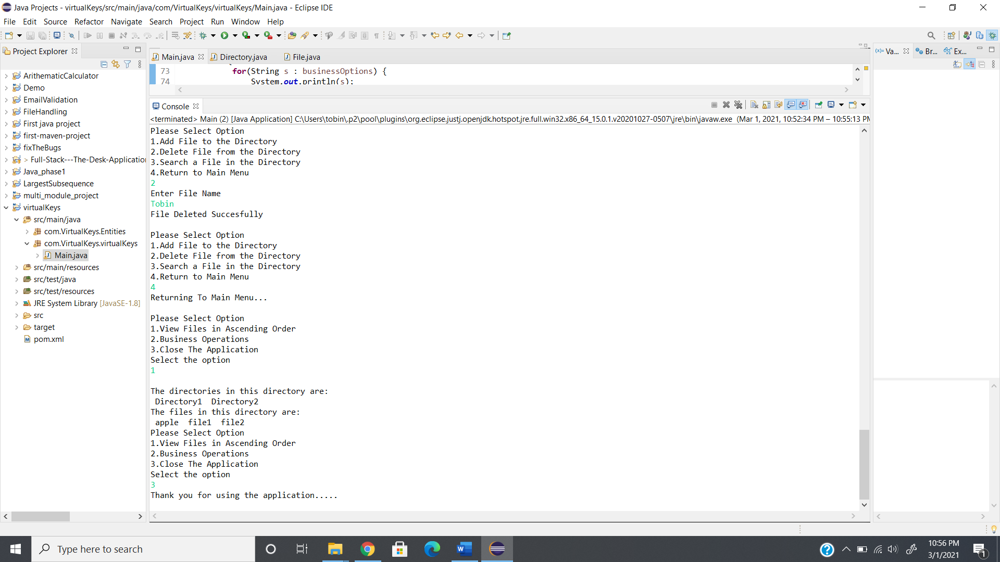 Java Projects - virtualKeys/src/main/java/com/VirtualKeys/virtualKeys/Main.java - Eclipse IDE
File Edit Source Refactor Navigate Search Project Run Window Help
Project Explorer
ArithematicCalculator
Demo
EmailValidation
FileHandling
First java project
first-maven-project
fixTheBugs
> Full-Stack---The-Desk-Application
Java_phase1
LargestSubsequence
multi_module_project
virtualKeys
src/main/java
com.VirtualKeys.Entities
com.VirtualKeys.virtualKeys
Main.java
src/main/resources
src/test/java
src/test/resources
JRE System Library [JavaSE-1.8]
src
target
pom.xml
Main.java Directory.java File.java
73 for(String s : businessOptions) {
74 System.out.println(s);
Console
<terminated> Main (2) [Java Application] C:\Users\tobin\.p2\pool\plugins\org.eclipse.justj.openjdk.hotspot.jre.full.win32.x86_64_15.0.1.v20201027-0507\jre\bin\javaw.exe (Mar 1, 2021, 10:52:34 PM – 10:55:13 PM
Please Select Option
1.Add File to the Directory
2.Delete File from the Directory
3.Search a File in the Directory
4.Return to Main Menu
2
Enter File Name
Tobin
File Deleted Succesfully
Please Select Option
1.Add File to the Directory
2.Delete File from the Directory
3.Search a File in the Directory
4.Return to Main Menu
4
Returning To Main Menu...
Please Select Option
1.View Files in Ascending Order
2.Business Operations
3.Close The Application
Select the option
1
The directories in this directory are:
Directory1 Directory2
The files in this directory are:
apple file1 file2
Please Select Option
1.View Files in Ascending Order
2.Business Operations
3.Close The Application
Select the option
3
Thank you for using the application.....
(x)= Va... Br... Ex...
Type here to search
10:56 PM
3/1/2021
1